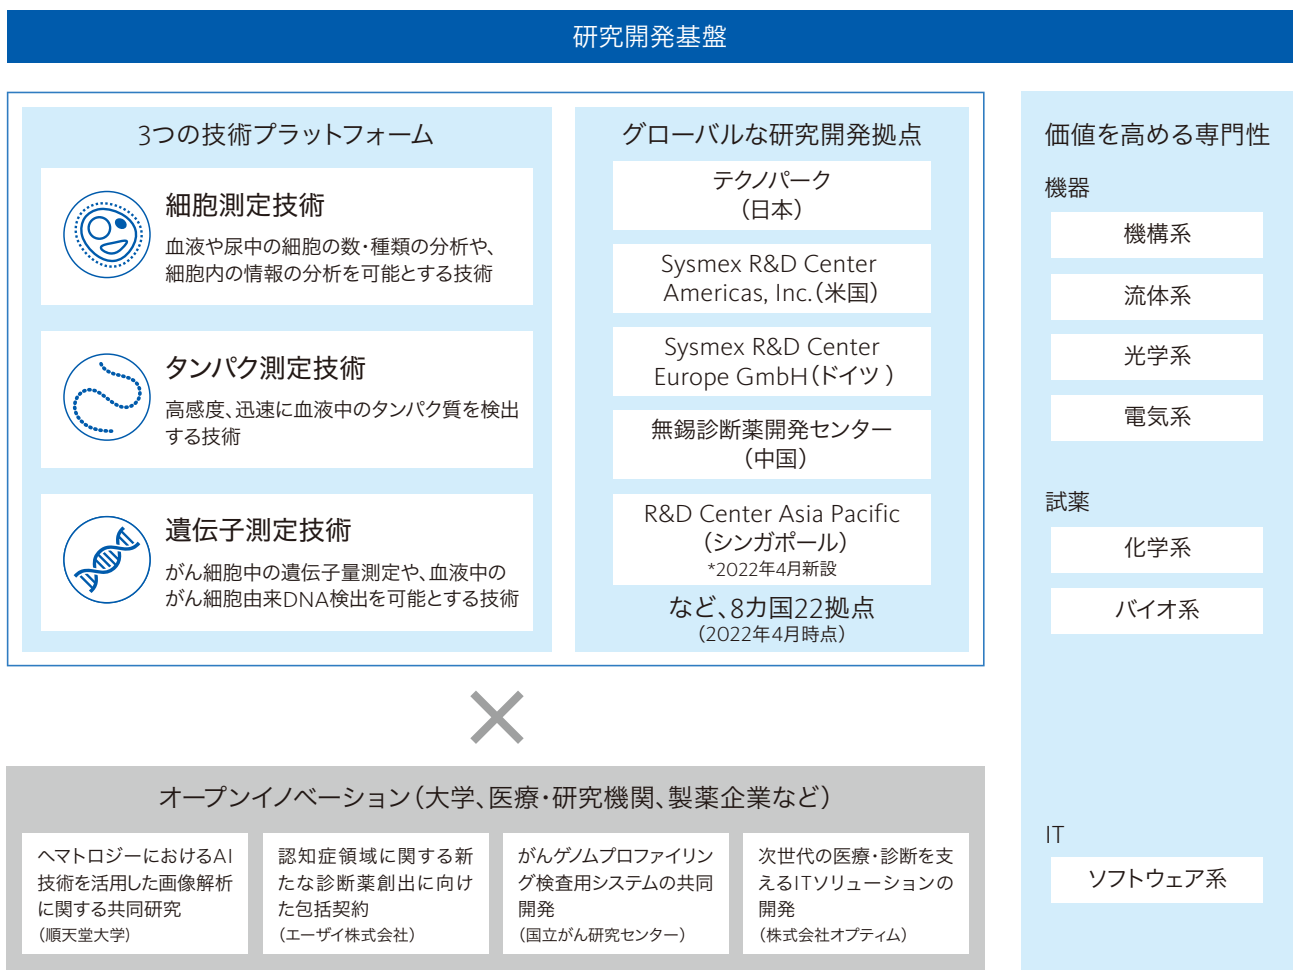 研究開発基盤
3つの技術プラットフォーム
細胞測定技術
血液や尿中の細胞の数・種類の分析や、
細胞内の情報の分析を可能とする技術
タンパク測定技術
高感度、迅速に血液中のタンパク質を検出
する技術
遺伝子測定技術
がん細胞中の遺伝子量測定や、血液中の
がん細胞由来DNA検出を可能とする技術
グローバルな研究開発拠点
テクノパーク
（日本）
Sysmex R&D Center
Americas, Inc.（米国）
Sysmex R&D Center
Europe GmbH（ドイツ ）
無錫診断薬開発センター
（中国）
R&D Center Asia Pacific
（シンガポール）
*2022年4月新設
など、8カ国22拠点
（2022年4月時点）
価値を高める専門性
機器
機構系
流体系
光学系
電気系
試薬
化学系
バイオ系
IT
ソフトウェア系
オープンイノベーション（大学、医療・研究機関、製薬企業など）
ヘマトロジーにおけるAI
技術を活用した画像解析
に関する共同研究
（順天堂大学）
認知症領域に関する新
たな診断薬創出に向け
た包括契約
（エーザイ株式会社）
がんゲノムプロファイリン
グ検査用システムの共同
開発
（国立がん研究センター）
次世代の医療・診断を支
えるITソリューションの
開発
（株式会社オプティム）